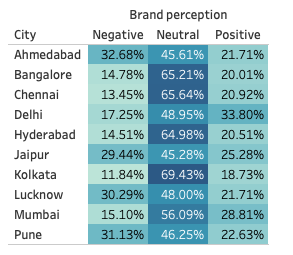 Brand perception
City Negative Neutral Positive
Ahmedabad 32.68% 45.61% 21.71%
Bangalore 14.78% 65.21% 20.01%
Chennai 13.45% 65.64% 20.92%
Delhi 17.25% 48.95% 33.80%
Hyderabad 14.51% 64.98% 20.51%
Jaipur 29.44% 45.28% 25.28%
Kolkata 11.84% 69.43% 18.73%
Lucknow 30.29% 48.00% 21.71%
Mumbai 15.10% 56.09% 28.81%
Pune 31.13% 46.25% 22.63%